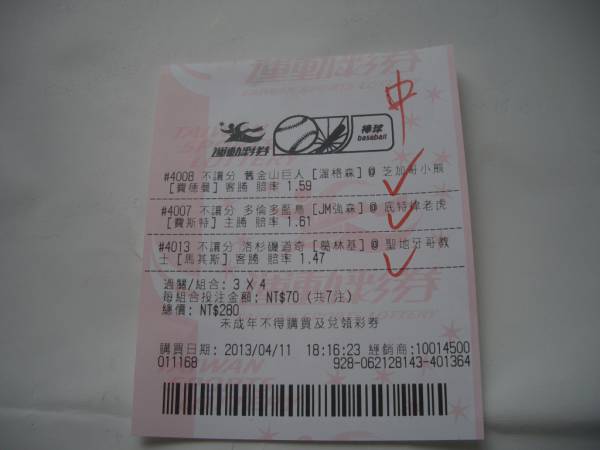 運動彩券
中
運動彩券
棒球
baseball
#4008 不讓分 舊金山巨人 [溫格森] @ 芝加哥小熊
[費德曼] 客勝 賠率 1.59
#4007 不讓分 多倫多藍鳥 [JM強森] @ 底特律老虎
[費斯特] 主勝 賠率 1.61
#4013 不讓分 洛杉磯道奇 [葛林基] @ 聖地牙哥教
士 [馬其斯] 客勝 賠率 1.47
過關/組合: 3 X 4
每組合投注金額: NT$70 (共7注)
總價: NT$280
未成年不得購買及兌領彩券
購買日期: 2013/04/11 18:16:23 經銷商:10014500
011168 928-062128143-401364